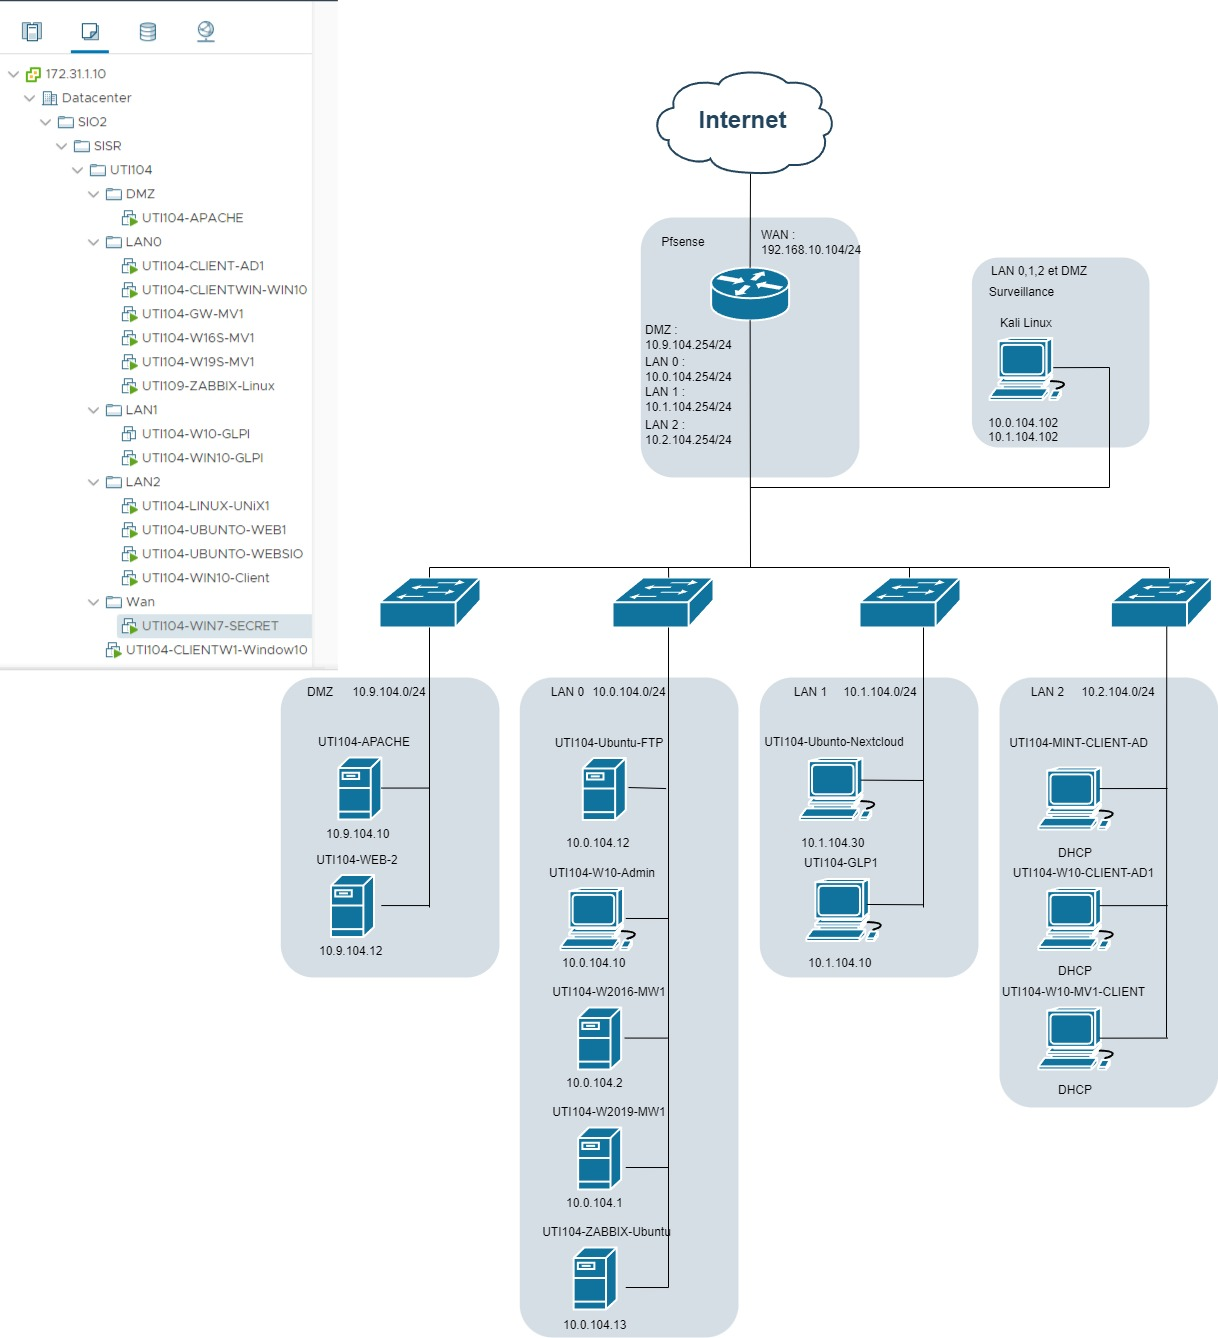 172.31.1.10
Datacenter
SIO2
SISR
UTI104
DMZ
UTI104-APACHE
LAN0
UTI104-CLIENT-AD1
UTI104-CLIENTWIN-WIN10
UTI104-GW-MV1
UTI104-W16S-MV1
UTI104-W19S-MV1
UTI109-ZABBIX-Linux
LAN1
UTI104-W10-GLPI
UTI104-WIN10-GLPI
LAN2
UTI104-LINUX-UNiX1
UTI104-UBUNTO-WEB1
UTI104-UBUNTO-WEBSIO
UTI104-WIN10-Client
Wan
UTI104-WIN7-SECRET
UTI104-CLIENTW1-Window10
Internet
Pfsense
WAN :
192.168.10.104/24
DMZ :
10.9.104.254/24
LAN 0 :
10.0.104.254/24
LAN 1 :
10.1.104.254/24
LAN 2 :
10.2.104.254/24
LAN 0,1,2 et DMZ
Surveillance
Kali Linux
10.0.104.102
10.1.104.102
DMZ 10.9.104.0/24
UTI104-APACHE
10.9.104.10
UTI104-WEB-2
10.9.104.12
LAN 0 10.0.104.0/24
UTI104-Ubuntu-FTP
10.0.104.12
UTI104-W10-Admin
10.0.104.10
UTI104-W2016-MW1
10.0.104.2
UTI104-W2019-MW1
10.0.104.1
UTI104-ZABBIX-Ubuntu
10.0.104.13
LAN 1 10.1.104.0/24
UTI104-Ubunto-Nextcloud
10.1.104.30
UTI104-GLP1
10.1.104.10
LAN 2 10.2.104.0/24
UTI104-MINT-CLIENT-AD
DHCP
UTI104-W10-CLIENT-AD1
DHCP
UTI104-W10-MV1-CLIENT
DHCP